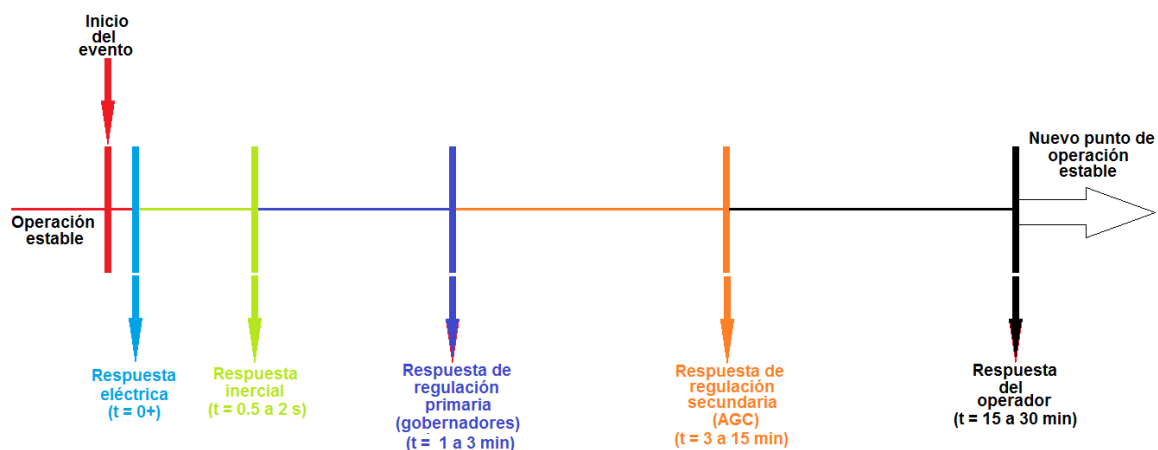 Inicio
del
evento
Nuevo punto de
operación
estable
Operación
estable
Respuesta
eléctrica
(t = 0+)
Respuesta
inercial
(t = 0.5 a 2 s)
Respuesta de
regulación
primaria
(gobernadores)
(t = 1 a 3 min)
Respuesta de
regulación
secundaria
(AGC)
(t = 3 a 15 min)
Respuesta
del
operador
(t = 15 a 30 min)